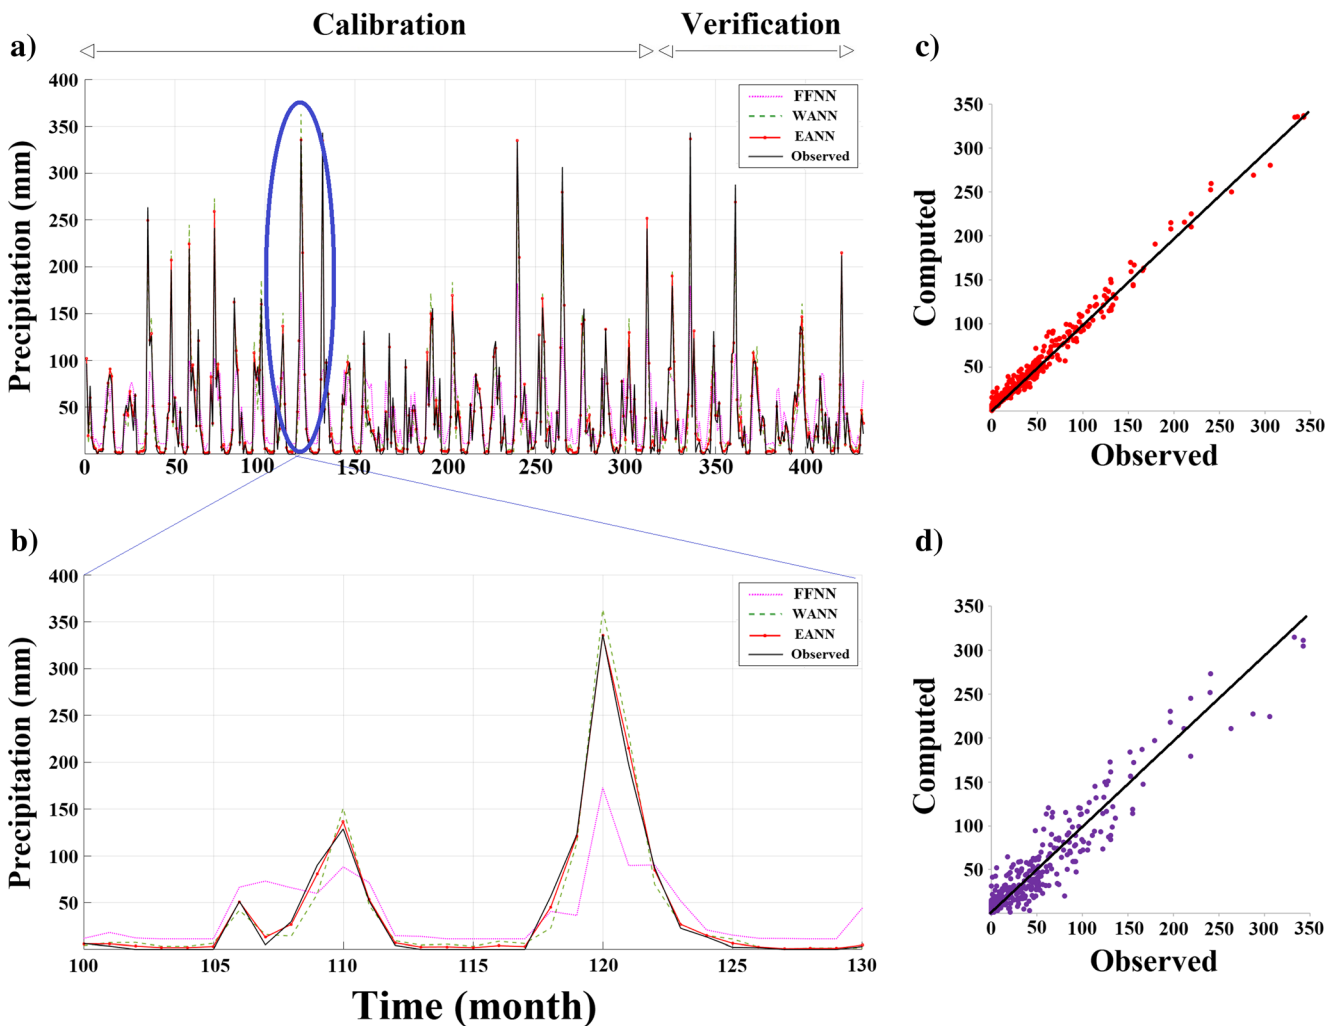 Calibration Verification
a)
Precipitation (mm)
400
350
300
250
200
150
100
50
0 50 100 150 200 250 300 350 400
FFNN
WANN
EANN
Observed
c)
Computed
350
300
250
200
150
100
50
0 50 100 150 200 250 300 350
Observed
b)
Precipitation (mm)
400
350
300
250
200
150
100
50
100 105 110 115 120 125 130
FFNN
WANN
EANN
Observed
Time (month)
d)
Computed
350
300
250
200
150
100
50
0 50 100 150 200 250 300 350
Observed